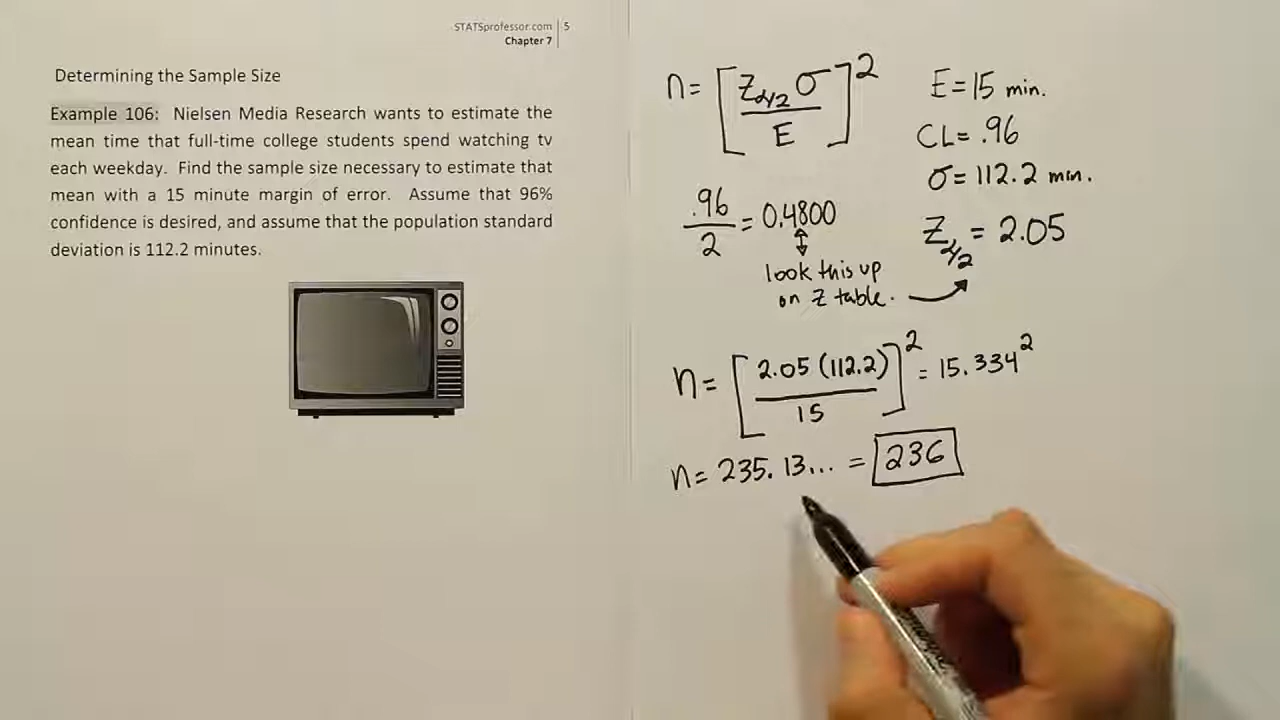 STATSprofessor.com | 5
Chapter 7
Determining the Sample Size
Example 106: Nielsen Media Research wants to estimate the
mean time that full-time college students spend watching tv
each weekday. Find the sample size necessary to estimate that
mean with a 15 minute margin of error. Assume that 96%
confidence is desired, and assume that the population standard
deviation is 112.2 minutes.
n = [Z_α/2 σ / E]²
E = 15 min.
CL = .96
σ = 112.2 min.
.96 / 2 = 0.4800
Z_α/2 = 2.05
look this up
on Z table.
n = [2.05 (112.2) / 15]² = 15.334²
n = 235.13... = 236